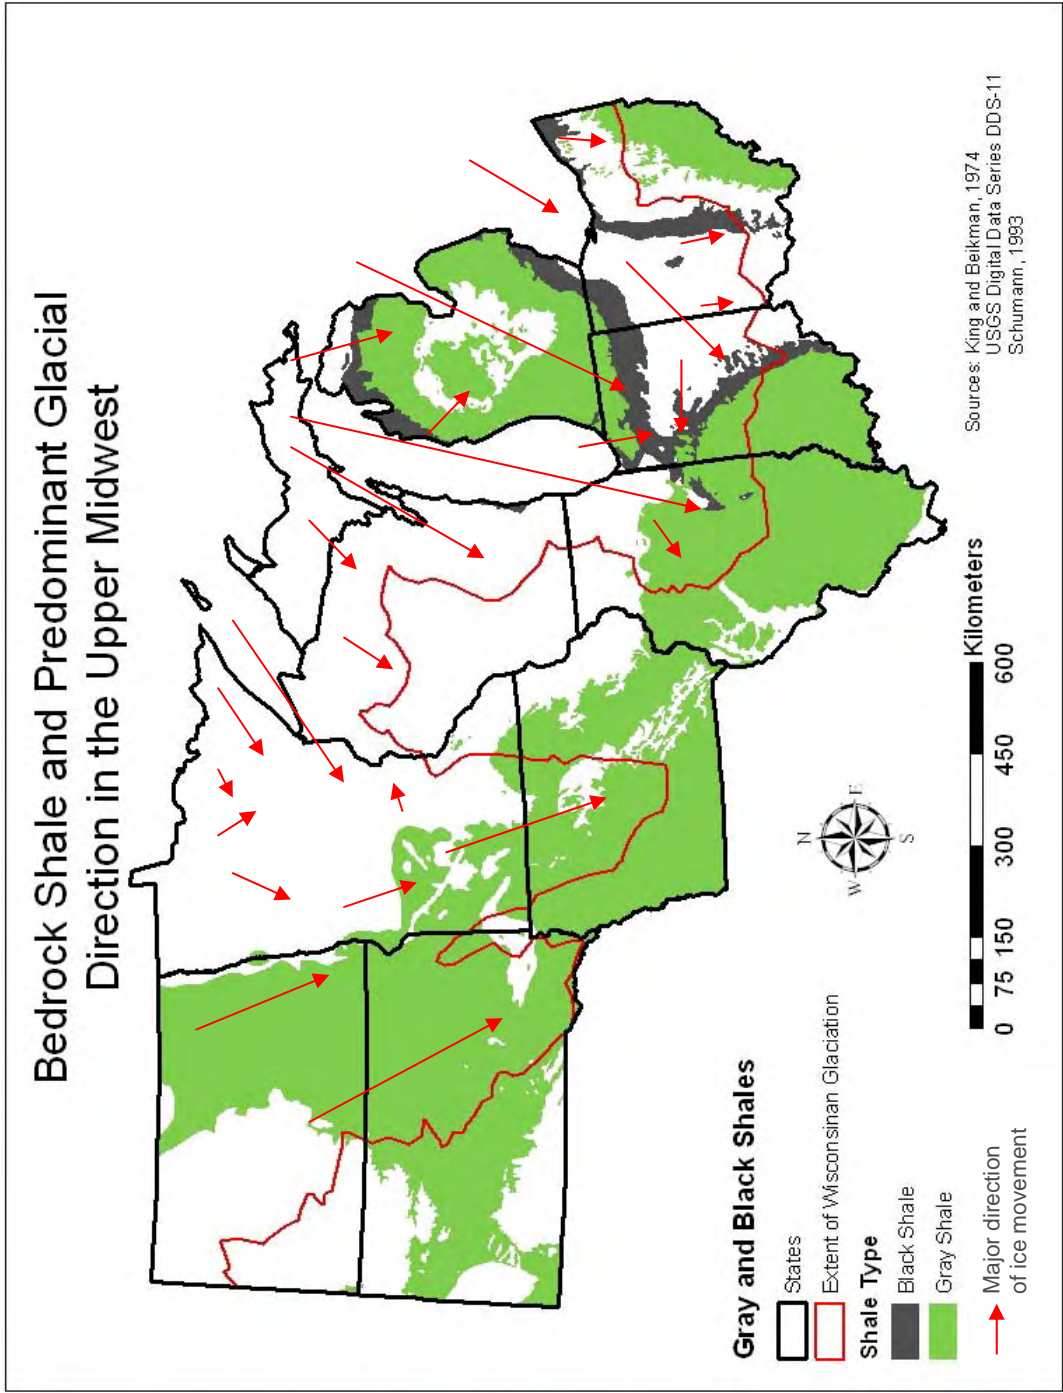 Bedrock Shale and Predominant Glacial
Direction in the Upper Midwest
Gray and Black Shales
States
Extent of Wisconsinan Glaciation
Shale Type
Black Shale
Gray Shale
Major direction
of ice movement
N
W
E
S
0 75 150 300 450 600
Kilometers
Sources: King and Beikman, 1974
USGS Digital Data Series DDS-11
Schumann, 1993